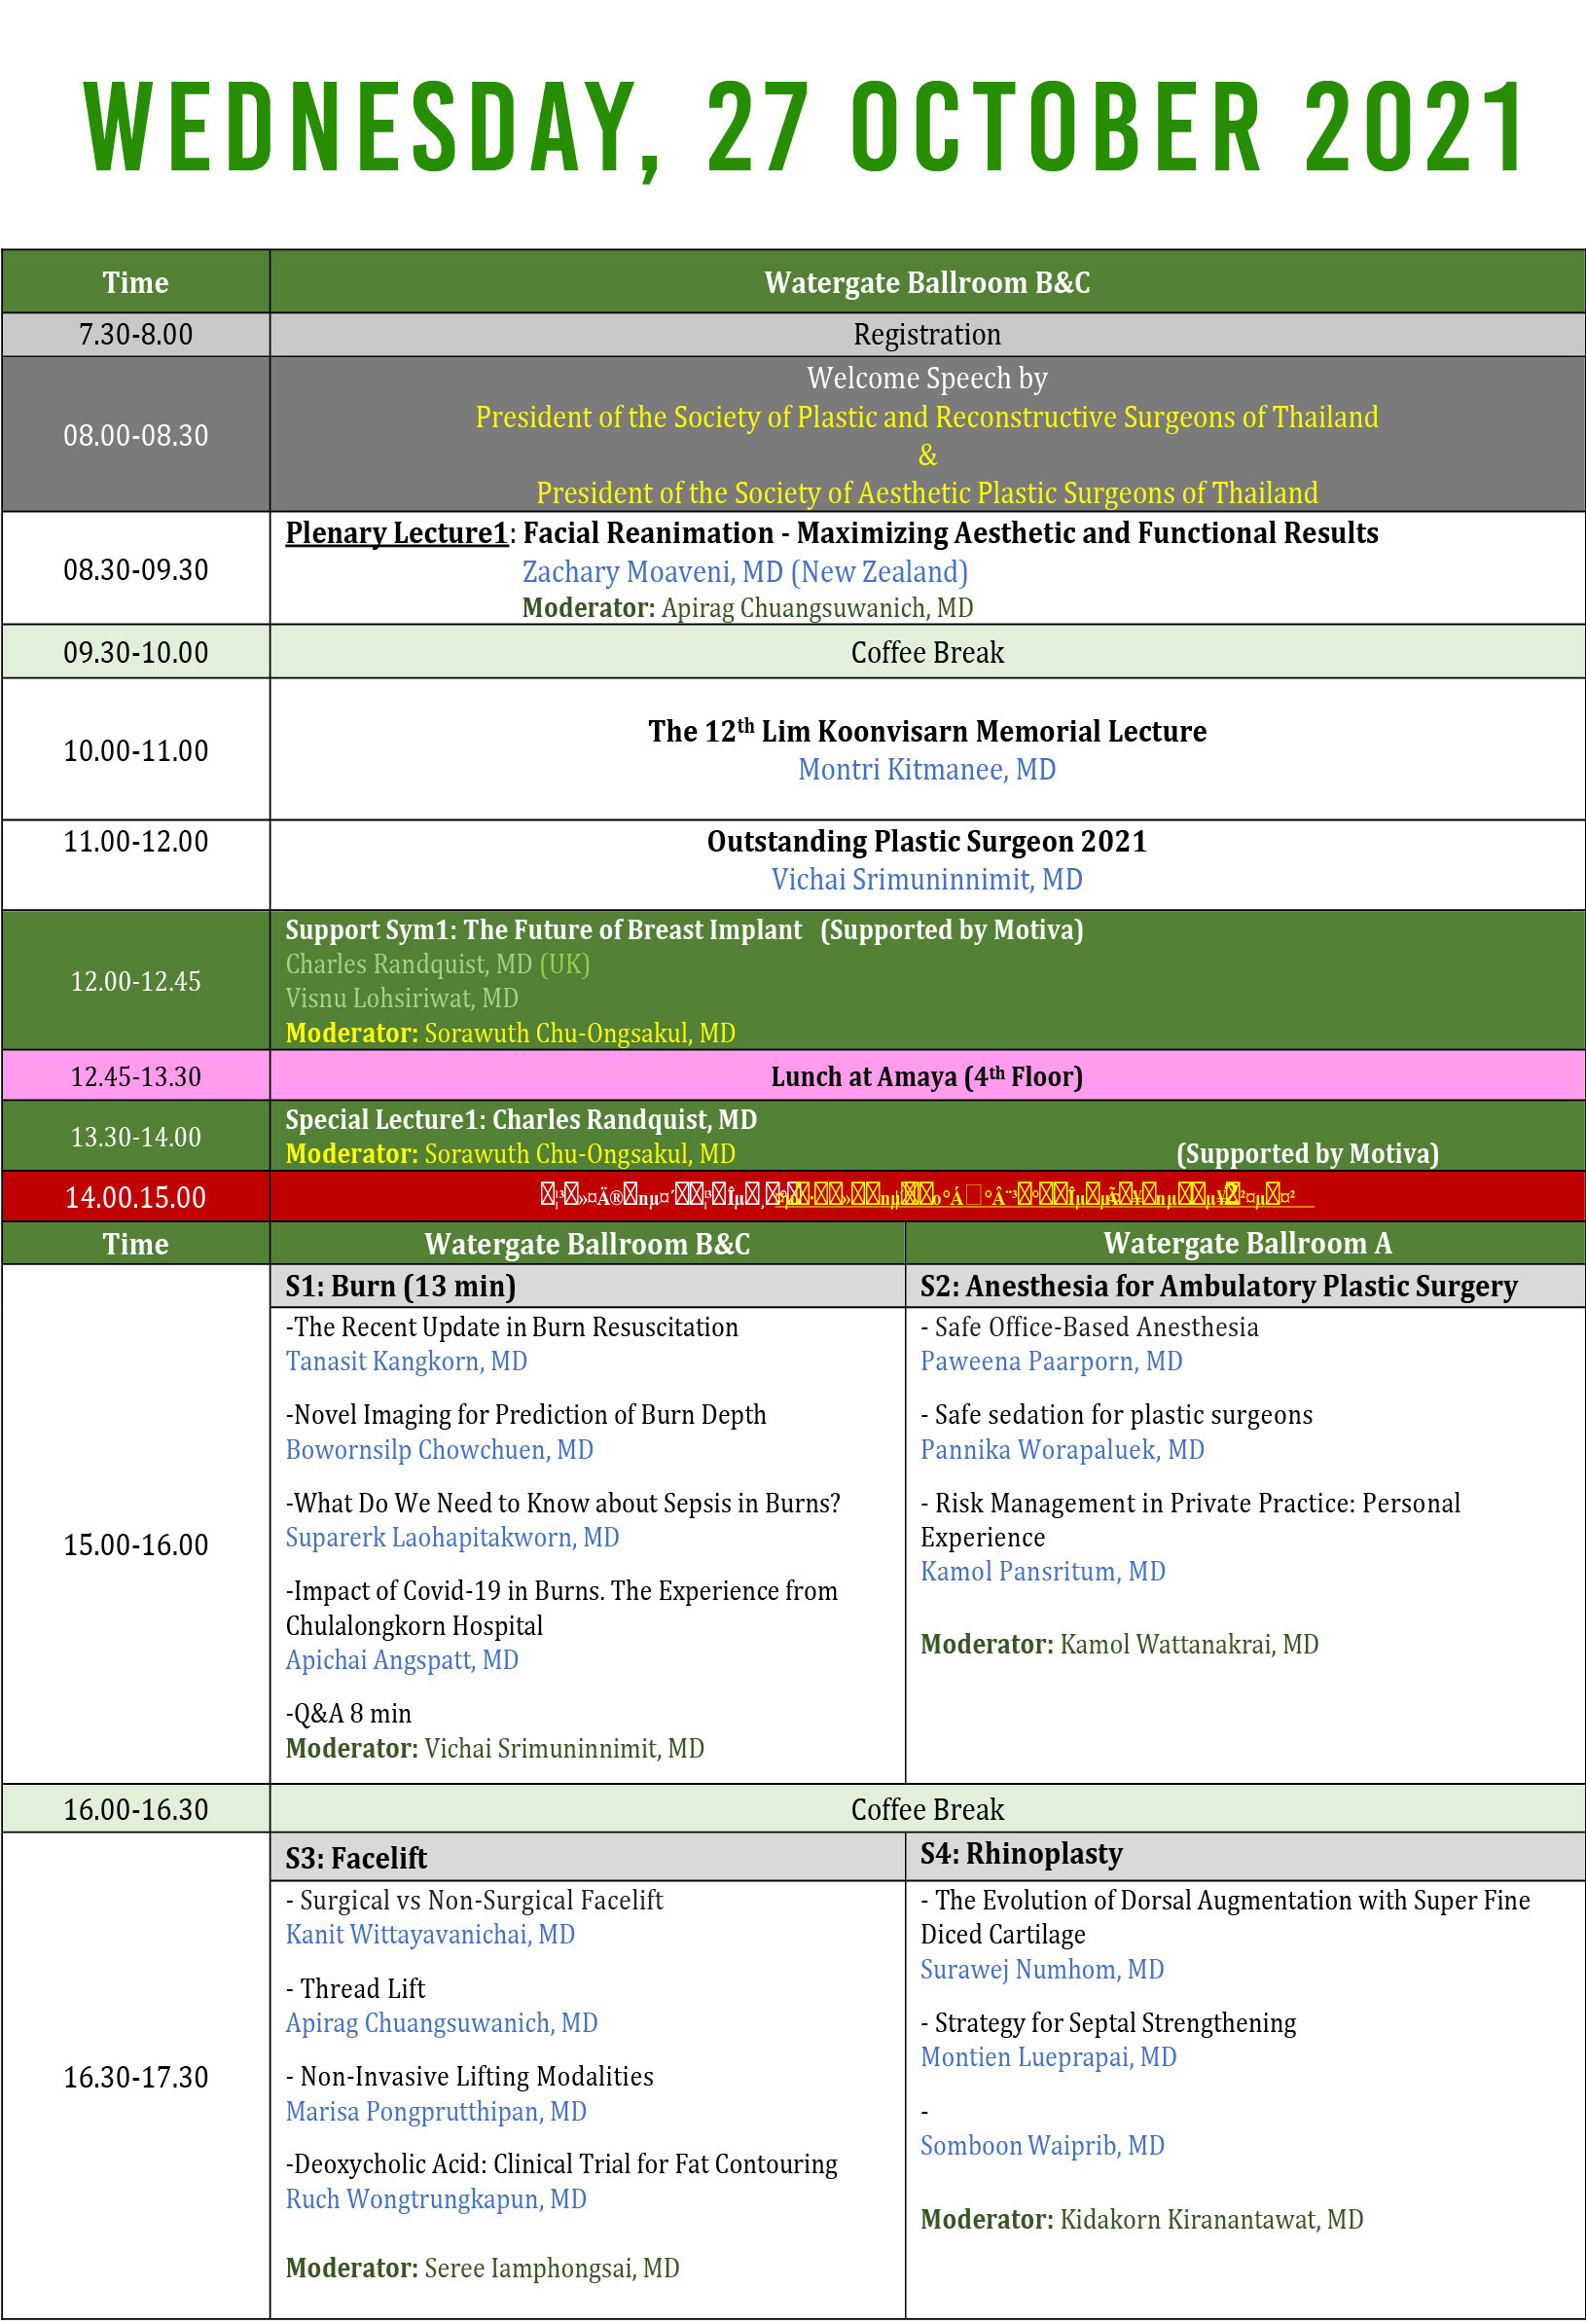 WEDNESDAY, 27 OCTOBER 2021
Time
Watergate Ballroom B&C
7.30-8.00
Registration
08.00-08.30
Welcome Speech by
President of the Society of Plastic and Reconstructive Surgeons of Thailand
&
President of the Society of Aesthetic Plastic Surgeons of Thailand
08.30-09.30
Plenary Lecture1: Facial Reanimation - Maximizing Aesthetic and Functional Results
Zachary Moaveni, MD (New Zealand)
Moderator: Apirag Chuangsuwanich, MD
09.30-10.00
Coffee Break
10.00-11.00
The 12th Lim Koonvisarn Memorial Lecture
Montri Kitmanee, MD
11.00-12.00
Outstanding Plastic Surgeon 2021
Vichai Srimuninnimit, MD
12.00-12.45
Support Sym1: The Future of Breast Implant (Supported by Motiva)
Charles Randquist, MD (UK)
Visnu Lohsiriwat, MD
Moderator: Sorawuth Chu-Ongsakul, MD
12.45-13.30
Lunch at Amaya (4th Floor)
13.30-14.00
Special Lecture1: Charles Randquist, MD
Moderator: Sorawuth Chu-Ongsakul, MD (Supported by Motiva)
14.00.15.00
Time
Watergate Ballroom B&C
Watergate Ballroom A
15.00-16.00
S1: Burn (13 min)
-The Recent Update in Burn Resuscitation
Tanasit Kangkorn, MD
-Novel Imaging for Prediction of Burn Depth
Bowornsilp Chowchuen, MD
-What Do We Need to Know about Sepsis in Burns?
Suparerk Laohapitakworn, MD
-Impact of Covid-19 in Burns. The Experience from
Chulalongkorn Hospital
Apichai Angspatt, MD
-Q&A 8 min
Moderator: Vichai Srimuninnimit, MD
S2: Anesthesia for Ambulatory Plastic Surgery
- Safe Office-Based Anesthesia
Paweena Paarporn, MD
- Safe sedation for plastic surgeons
Pannika Worapaluek, MD
- Risk Management in Private Practice: Personal
Experience
Kamol Pansritum, MD
Moderator: Kamol Wattanakrai, MD
16.00-16.30
Coffee Break
16.30-17.30
S3: Facelift
- Surgical vs Non-Surgical Facelift
Kanit Wittayavanichai, MD
- Thread Lift
Apirag Chuangsuwanich, MD
- Non-Invasive Lifting Modalities
Marisa Pongprutthipan, MD
-Deoxycholic Acid: Clinical Trial for Fat Contouring
Ruch Wongtrungkapun, MD
Moderator: Seree Iamphongsai, MD
S4: Rhinoplasty
- The Evolution of Dorsal Augmentation with Super Fine
Diced Cartilage
Surawej Numhom, MD
- Strategy for Septal Strengthening
Montien Lueprapai, MD
-
Somboon Waiprib, MD
Moderator: Kidakorn Kiranantawat, MD